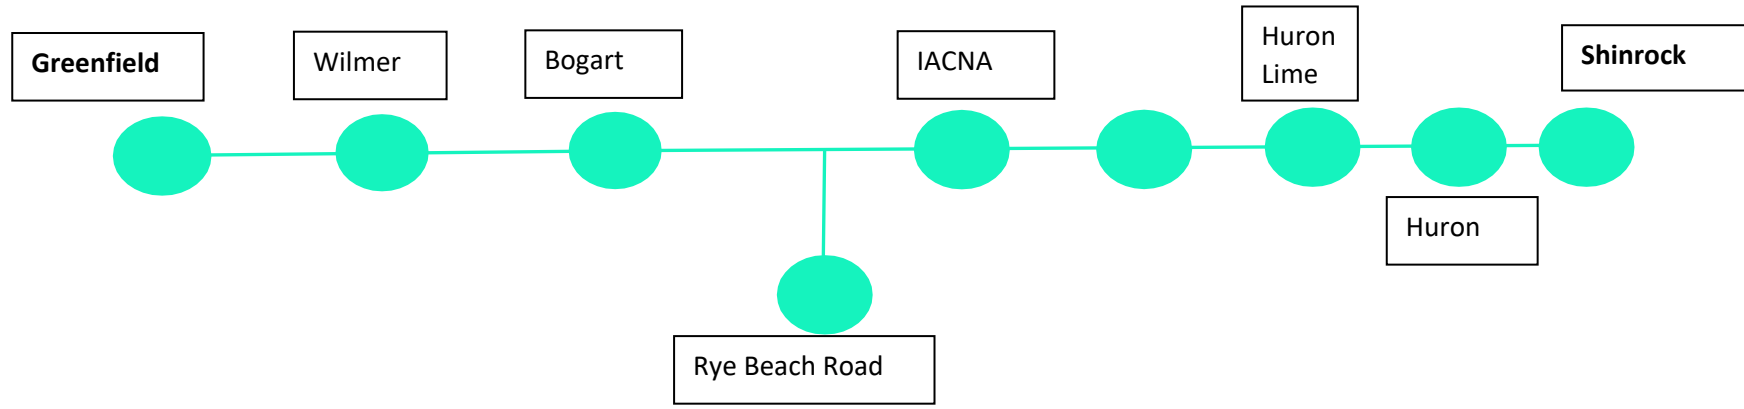 Greenfield
Wilmer
Bogart
IACNA
Huron
Lime
Shinrock
Huron
Rye Beach Road